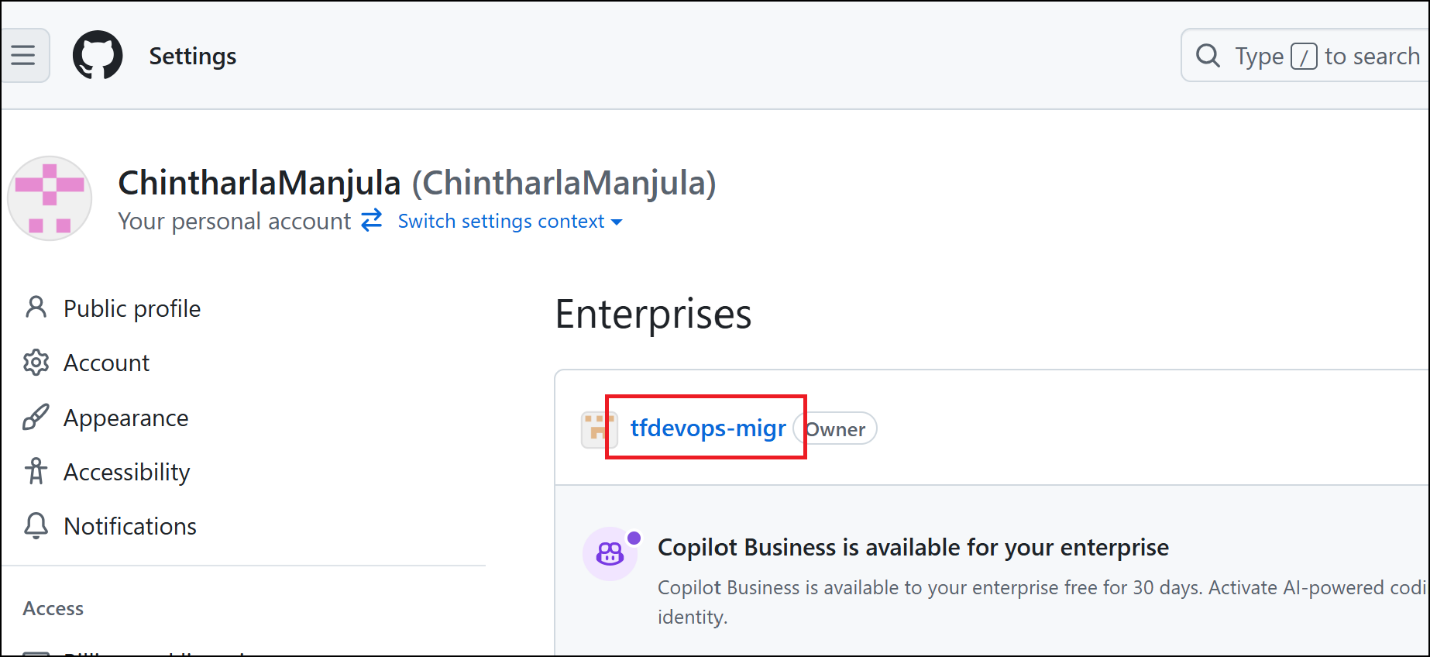 Settings
Type / to search
ChintharlaManjula (ChintharlaManjula)
Your personal account Switch settings context
Public profile
Account
Appearance
Accessibility
Notifications
Access
Enterprises
tfdevops-migr Owner
Copilot Business is available for your enterprise
Copilot Business is available to your enterprise free for 30 days. Activate AI-powered codi
identity.